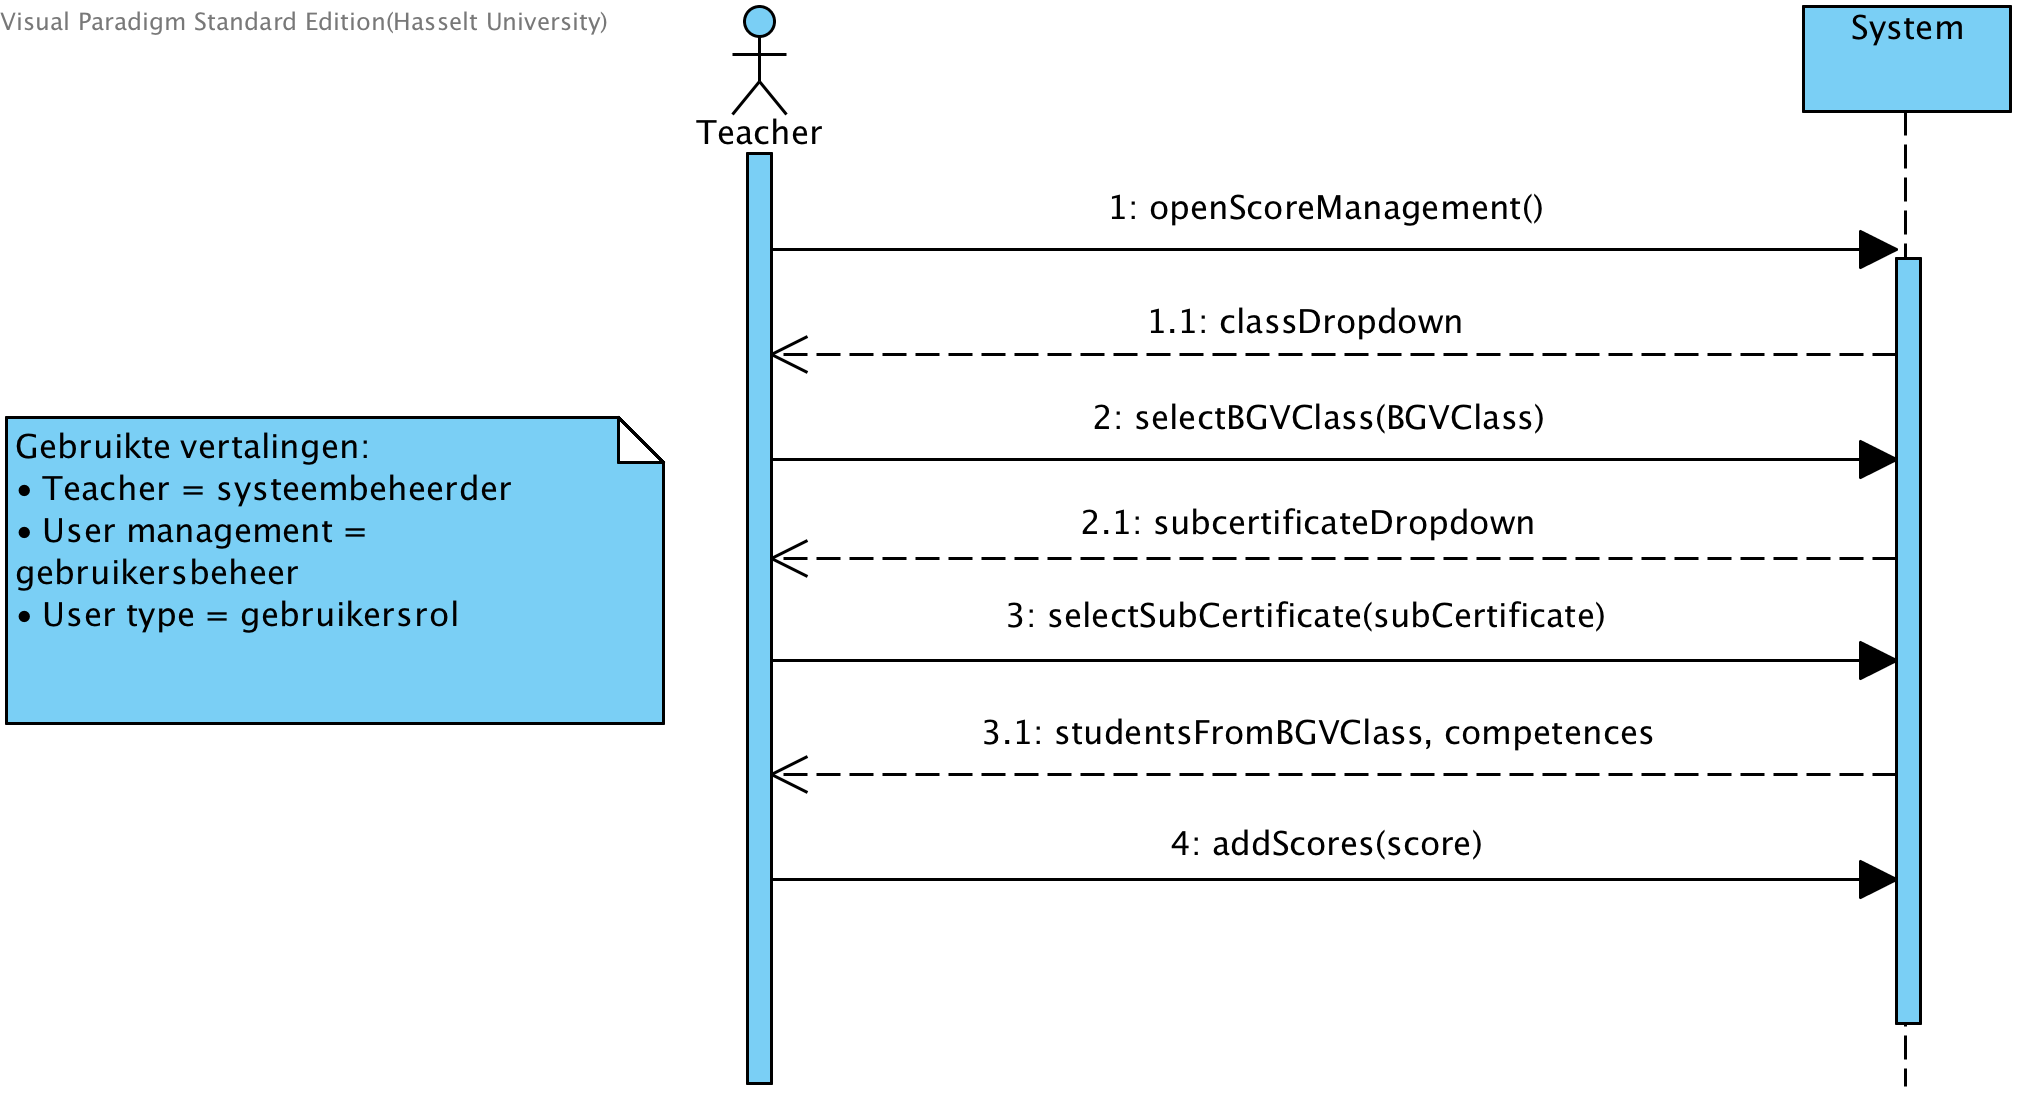 Visual Paradigm Standard Edition(Hasselt University)
System
Teacher
1: openScoreManagement()
1.1: classDropdown
2: selectBGVClass(BGVClass)
Gebruikte vertalingen:
• Teacher = systeembeheerder
• User management =
gebruikersbeheer
• User type = gebruikersrol
2.1: subcertificateDropdown
3: selectSubCertificate(subCertificate)
3.1: studentsFromBGVClass, competences
4: addScores(score)